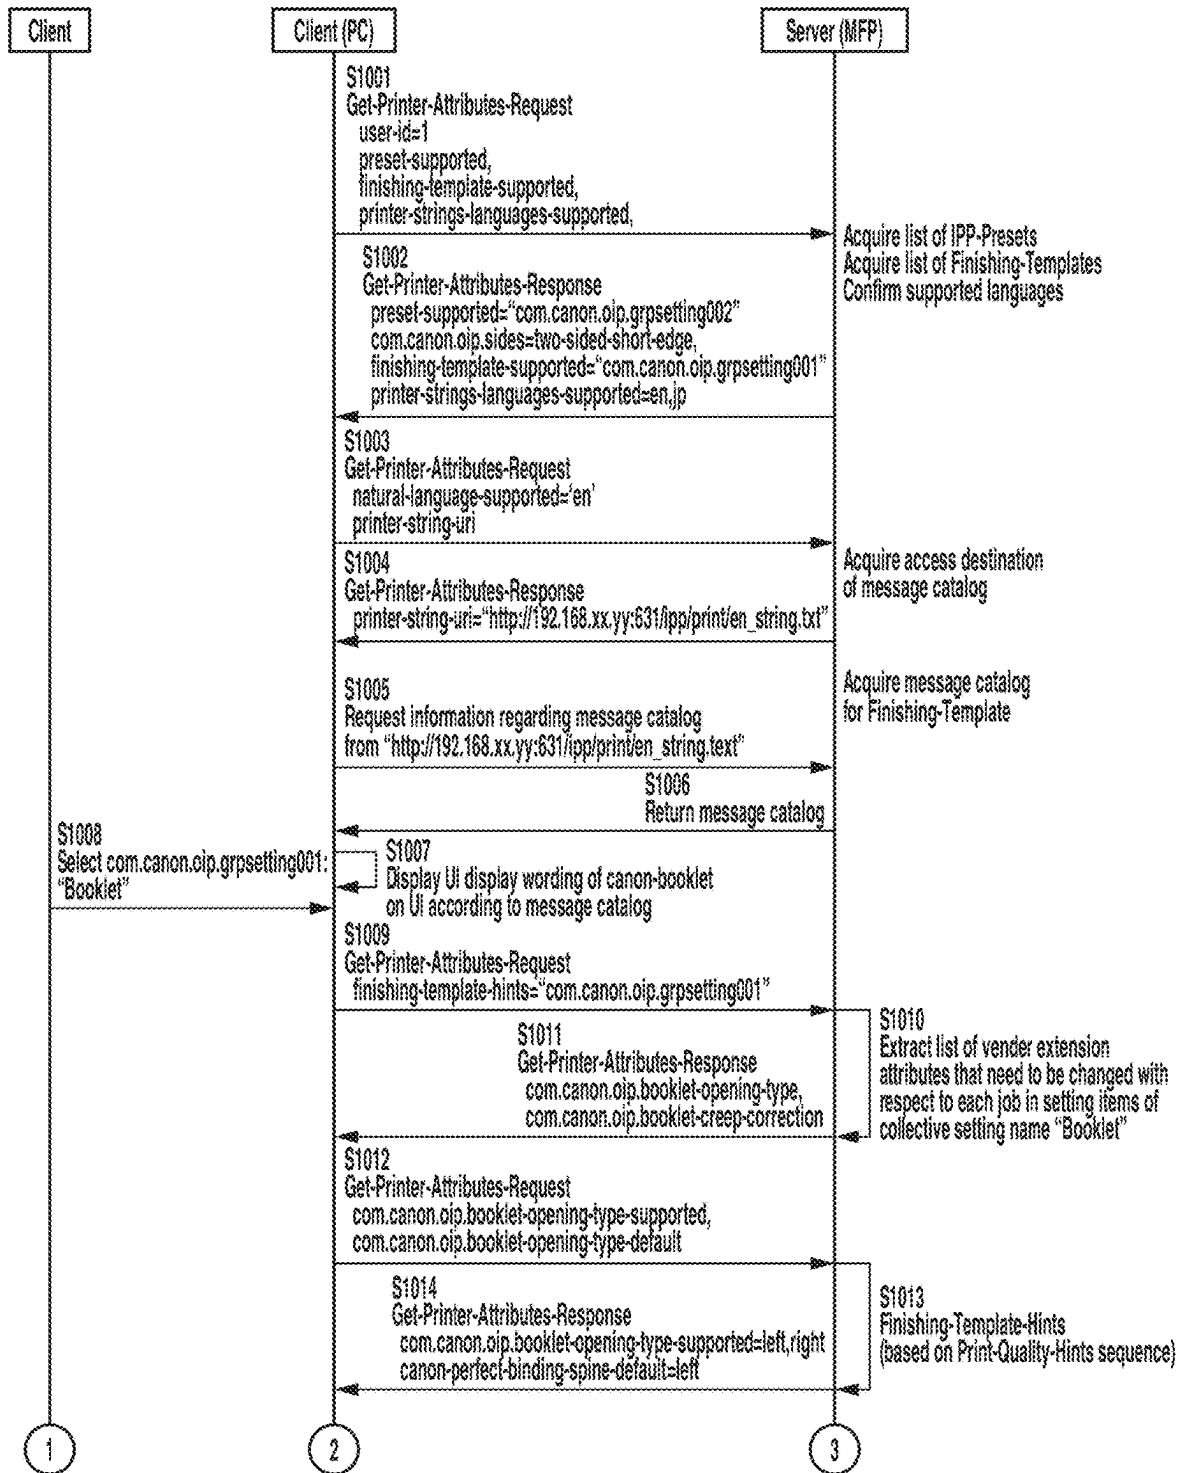 Client
Client (PC)
Server (MFP)
S1001
Get-Printer-Attributes-Request
user-id=1
preset-supported,
finishing-template-supported,
printer-strings-languages-supported,
Acquire list of IPP-Presets
Acquire list of Finishing-Templates
Confirm supported languages
S1002
Get-Printer-Attributes-Response
preset-supported="com.canon.oip.grpsetting002"
com.canon.oip.sides=two-sided-short-edge,
finishing-template-supported="com.canon.oip.grpsetting001"
printer-strings-languages-supported=en,jp
S1003
Get-Printer-Attributes-Request
natural-language-supported='en'
printer-string-uri
S1004
Get-Printer-Attributes-Response
printer-string-uri="http://192.168.xx.yy:631/ipp/print/en_string.txt"
Acquire access destination
of message catalog
S1005
Request information regarding message catalog
from "http://192.168.xx.yy:631/ipp/print/en_string.text"
Acquire message catalog
for Finishing-Template
S1006
Return message catalog
S1007
Display UI display wording of canon-booklet
on UI according to message catalog
S1008
Select com.canon.oip.grpsetting001:
"Booklet"
S1009
Get-Printer-Attributes-Request
finishing-template-hints="com.canon.oip.grpsetting001"
S1010
Extract list of vender extension
attributes that need to be changed with
respect to each job in setting items of
collective setting name "Booklet"
S1011
Get-Printer-Attributes-Response
com.canon.oip.booklet-opening-type,
com.canon.oip.booklet-creep-correction
S1012
Get-Printer-Attributes-Request
com.canon.oip.booklet-opening-type-supported,
com.canon.oip.booklet-opening-type-default
S1013
Finishing-Template-Hints
(based on Print-Quality-Hints sequence)
S1014
Get-Printer-Attributes-Response
com.canon.oip.booklet-opening-type-supported=left,right
canon-perfect-binding-spine-default=left
1
2
3